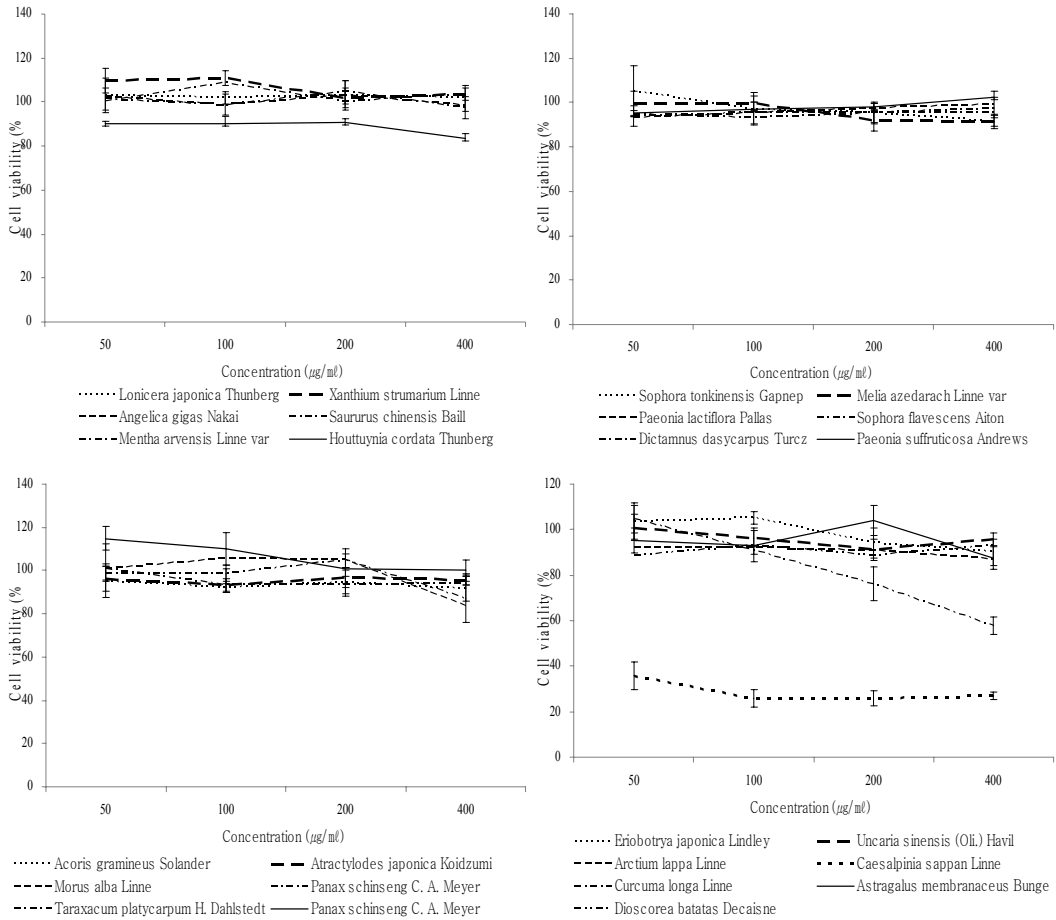 140
120
100
80
60
40
20
0
Cell viability (%
50 100 200 400
Concentration (㎍/㎖)
Lonicera japonica Thunberg Xanthium strumarium Linne
Angelica gigas Nakai Saururus chinensis Baill
Mentha arvensis Linne var Houttuynia cordata Thunberg
140
120
100
80
60
40
20
0
Cell viability (%
50 100 200 400
Concentration (㎍/㎖)
Sophora tonkinensis Gapnep Melia azedarach Linne var
Paeonia lactiflora Pallas Sophora flavescens Aiton
Dictamnus dasycarpus Turcz Paeonia suffruticosa Andrews
140
120
100
80
60
40
20
0
Cell viability (%
50 100 200 400
Concentration (㎍/㎖)
Acoris gramineus Solander Atractylodes japonica Koidzumi
Morus alba Linne Panax schinseng C. A. Meyer
Taraxacum platycarpum H. Dahlstedt Panax schinseng C. A. Meyer
120
100
80
60
40
20
0
Cell viability (%
50 100 200 400
Concentration (㎍/㎖)
Eriobotrya japonica Lindley Uncaria sinensis (Oli.) Havil
Arctium lappa Linne Caesalpinia sappan Linne
Curcuma longa Linne Astragalus membranaceus Bunge
Dioscorea batatas Decaisne